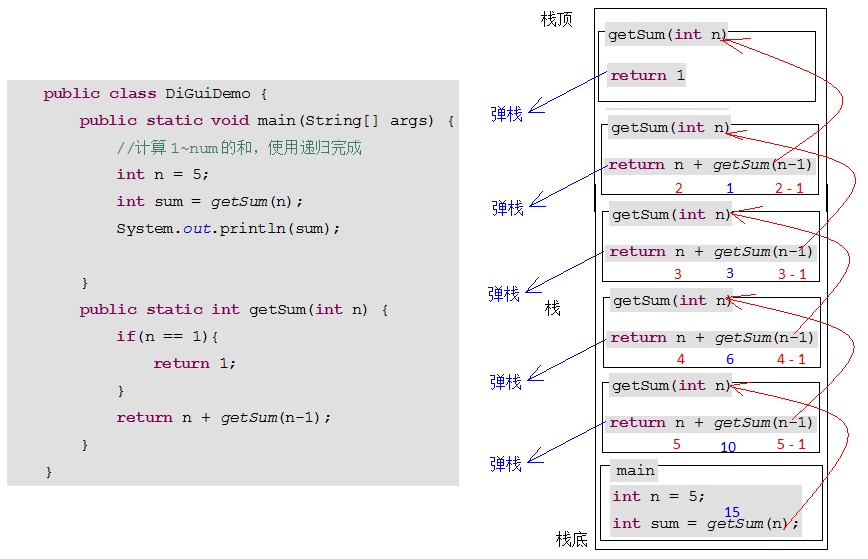 public class DiGuiDemo {
public static void main(String[] args) {
//计算1~num的和，使用递归完成
int n = 5;
int sum = getSum(n);
System.out.println(sum);
}
public static int getSum(int n) {
if(n == 1){
return 1;
}
return n + getSum(n-1);
}
}
栈顶
getSum(int n)
return 1
弹栈
getSum(int n)
return n + getSum(n-1)
2 1 2 - 1
弹栈
getSum(int n)
return n + getSum(n-1)
3 3 3 - 1
弹栈
栈
getSum(int n)
return n + getSum(n-1)
4 6 4 - 1
弹栈
getSum(int n)
return n + getSum(n-1)
5 10 5 - 1
弹栈
main
int n = 5;
15
int sum = getSum(n);
栈底